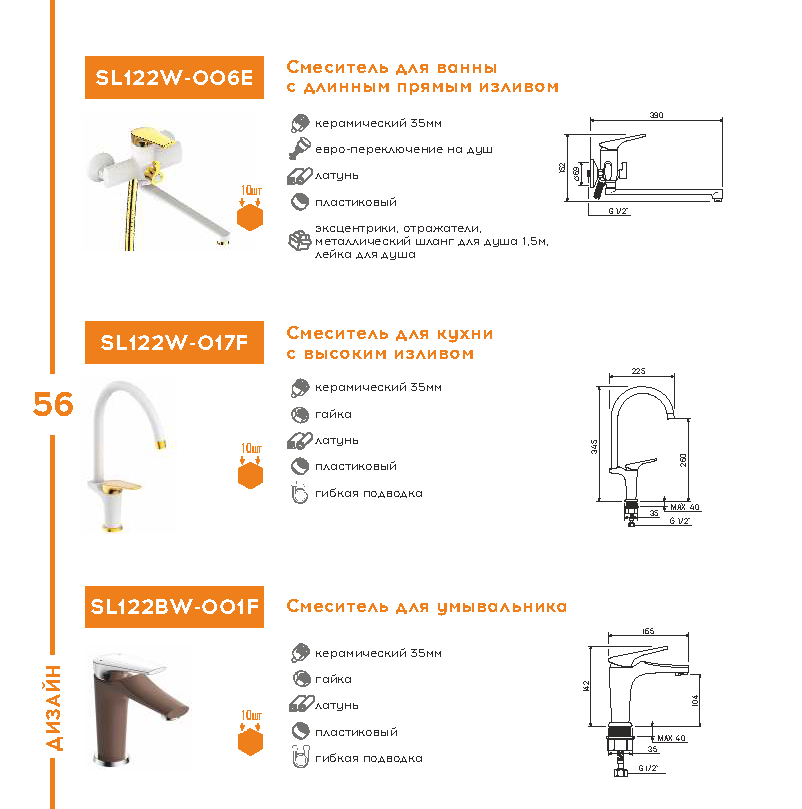 SL122W-006E
Смеситель для ванны
с длинным прямым изливом
керамический 35мм
евро-переключение на душ
латунь
пластиковый
эксцентрики, отражатели,
металлический шланг для душа 1,5м,
лейка для душа
10шт
390
152
Ø69
G 1/2"
SL122W-017F
Смеситель для кухни
с высоким изливом
керамический 35мм
гайка
латунь
пластиковый
гибкая подводка
10шт
225
345
260
MAX 40
35
G 1/2"
56
SL122BW-001F
Смеситель для умывальника
керамический 35мм
гайка
латунь
пластиковый
гибкая подводка
10шт
165
142
104
MAX 40
35
G 1/2"
ДИЗАЙН